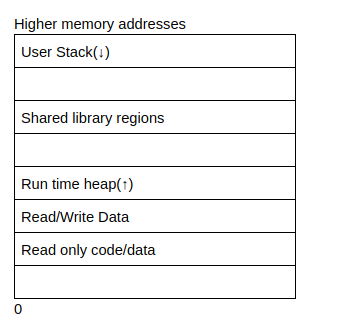 Higher memory addresses
User Stack(↓)
Shared library regions
Run time heap(↑)
Read/Write Data
Read only code/data
0